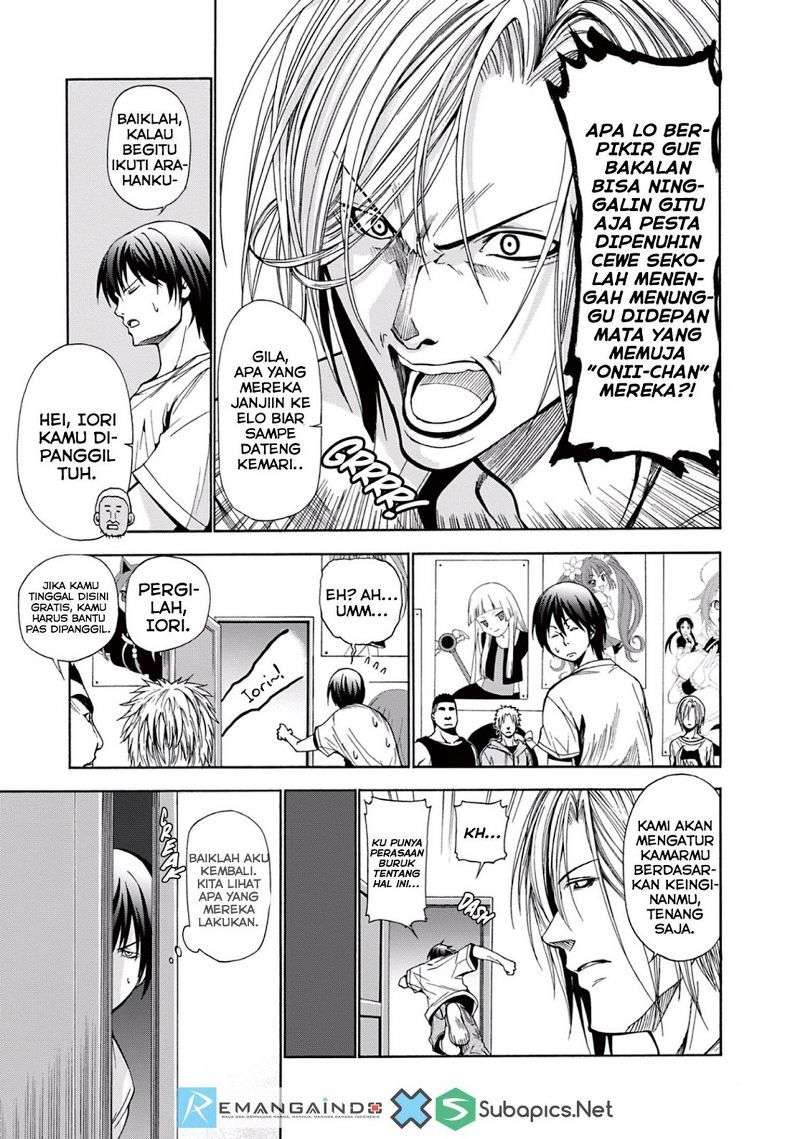 APA LO BER-
PIKIR GUE
BAKALAN
BISA NING-
GALIN GITU
AJA PESTA
DIPENUHIN
CEWE SEKO-
LAH MENEN-
GAH MENUNG-
GU DIDEPAN
MATA YANG
MEMUJA
"ONII-CHAN"
MEREKA?!
GILA,
APA YANG
MEREKA
JANJIIN KE
ELO BIAR
SAMPE
DATENG
KEMARI..
GRRRR!
BAIKLAH,
KALAU
BEGITU
IKUTI ARA-
HANKU-
HEI, IORI
KAMU DI-
PANGGIL
TUH.
EH? AH...
UMM...
Iori~!
PERGI-
LAH,
IORI.
JIKA KAMU
TINGGAL DISINI
GRATIS, KAMU
HARUS BANTU
PAS DIPANGGIL.
KAMI AKAN
MENGATUR
KAMARMU
BERDASAR-
KAN KEINGI-
NANMU,
TENANG
SAJA.
KH...
KU PUNYA
PERASAAN
BURUK
TENTANG
HAL INI...
DASH
BAIKLAH AKU
KEMBALI.
KITA LIHAT
APA YANG
MEREKA
LAKUKAN.
CREAK
REMANGAINDO
Subapics.Net